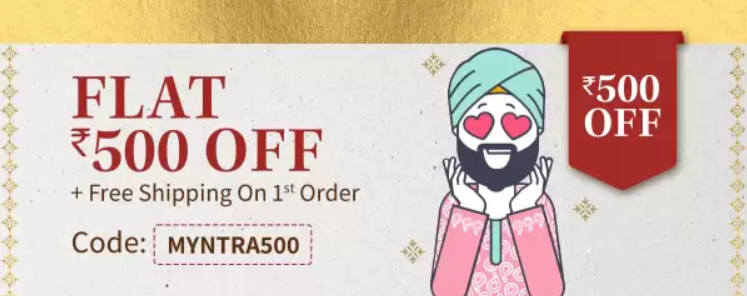 FLAT
₹500 OFF
+ Free Shipping On 1st Order
Code: MYNTRA500
₹500
OFF